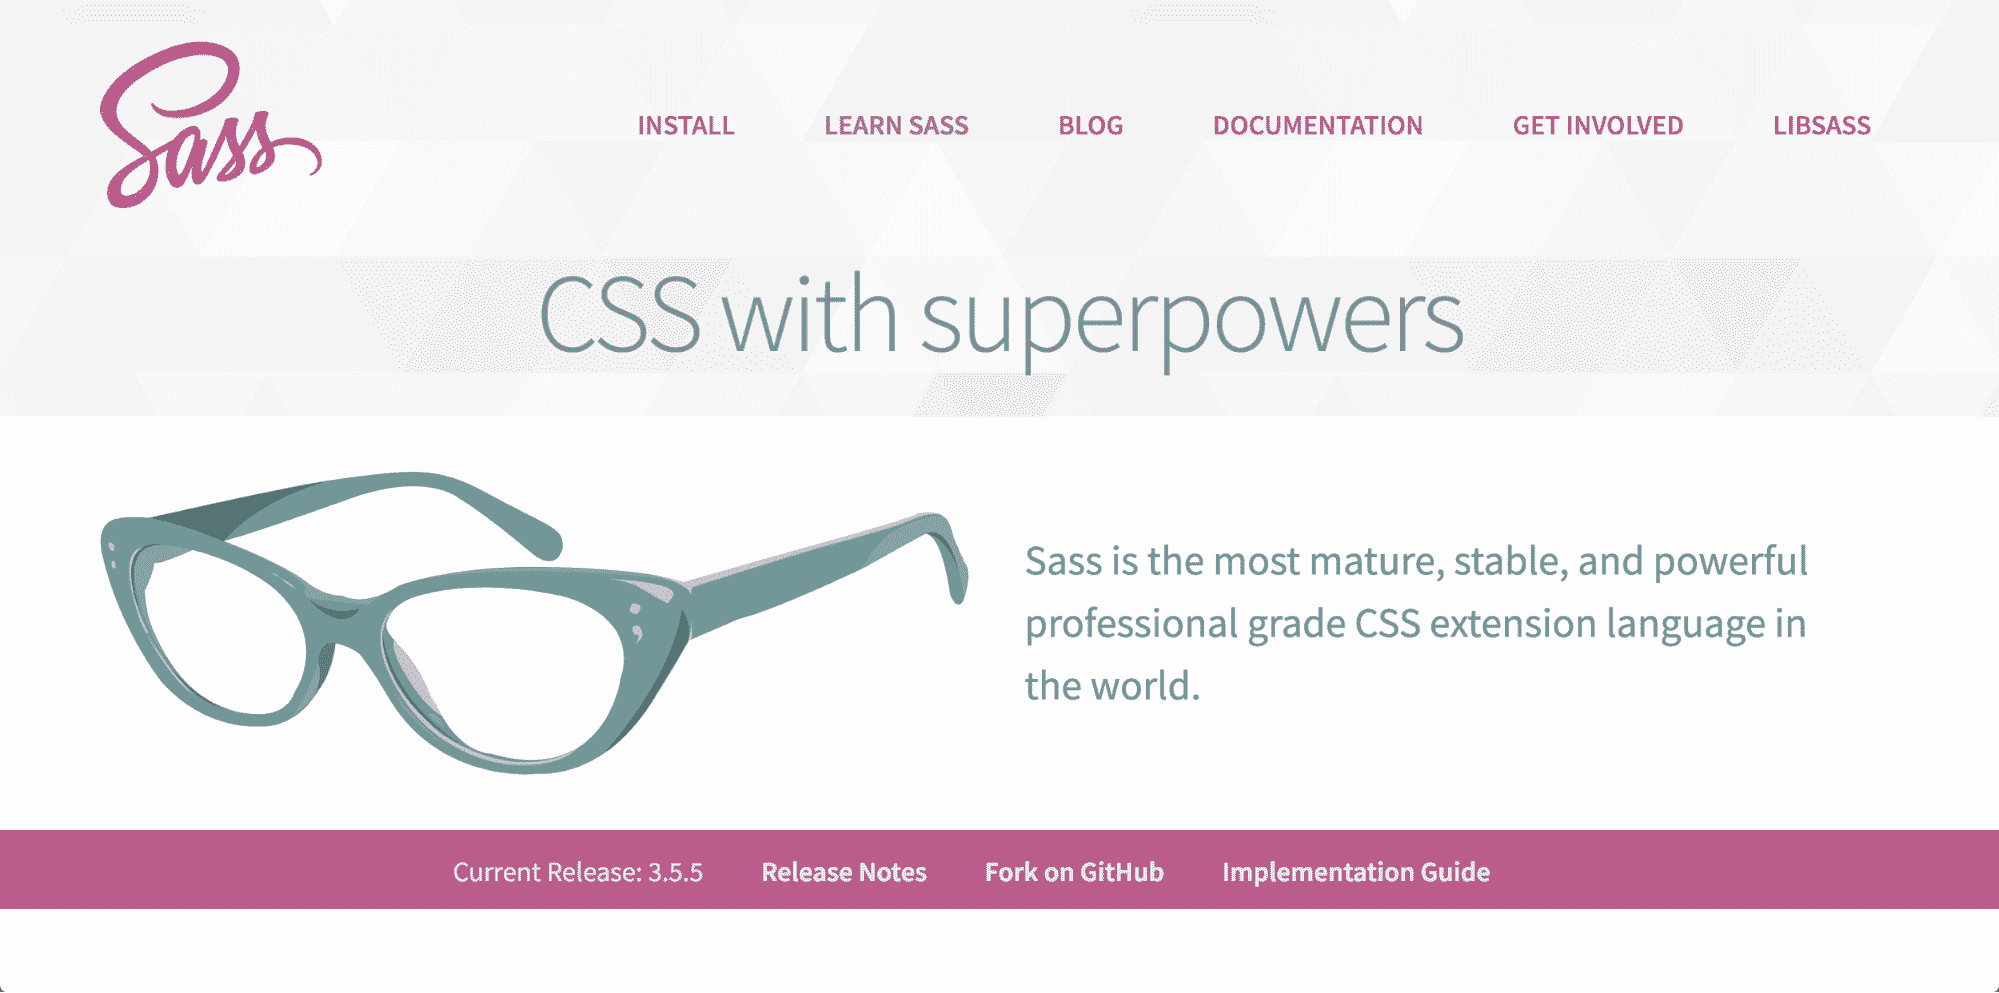 Sass
INSTALL
LEARN SASS
BLOG
DOCUMENTATION
GET INVOLVED
LIBSASS
CSS with superpowers
Sass is the most mature, stable, and powerful
professional grade CSS extension language in
the world.
Current Release: 3.5.5
Release Notes
Fork on GitHub
Implementation Guide